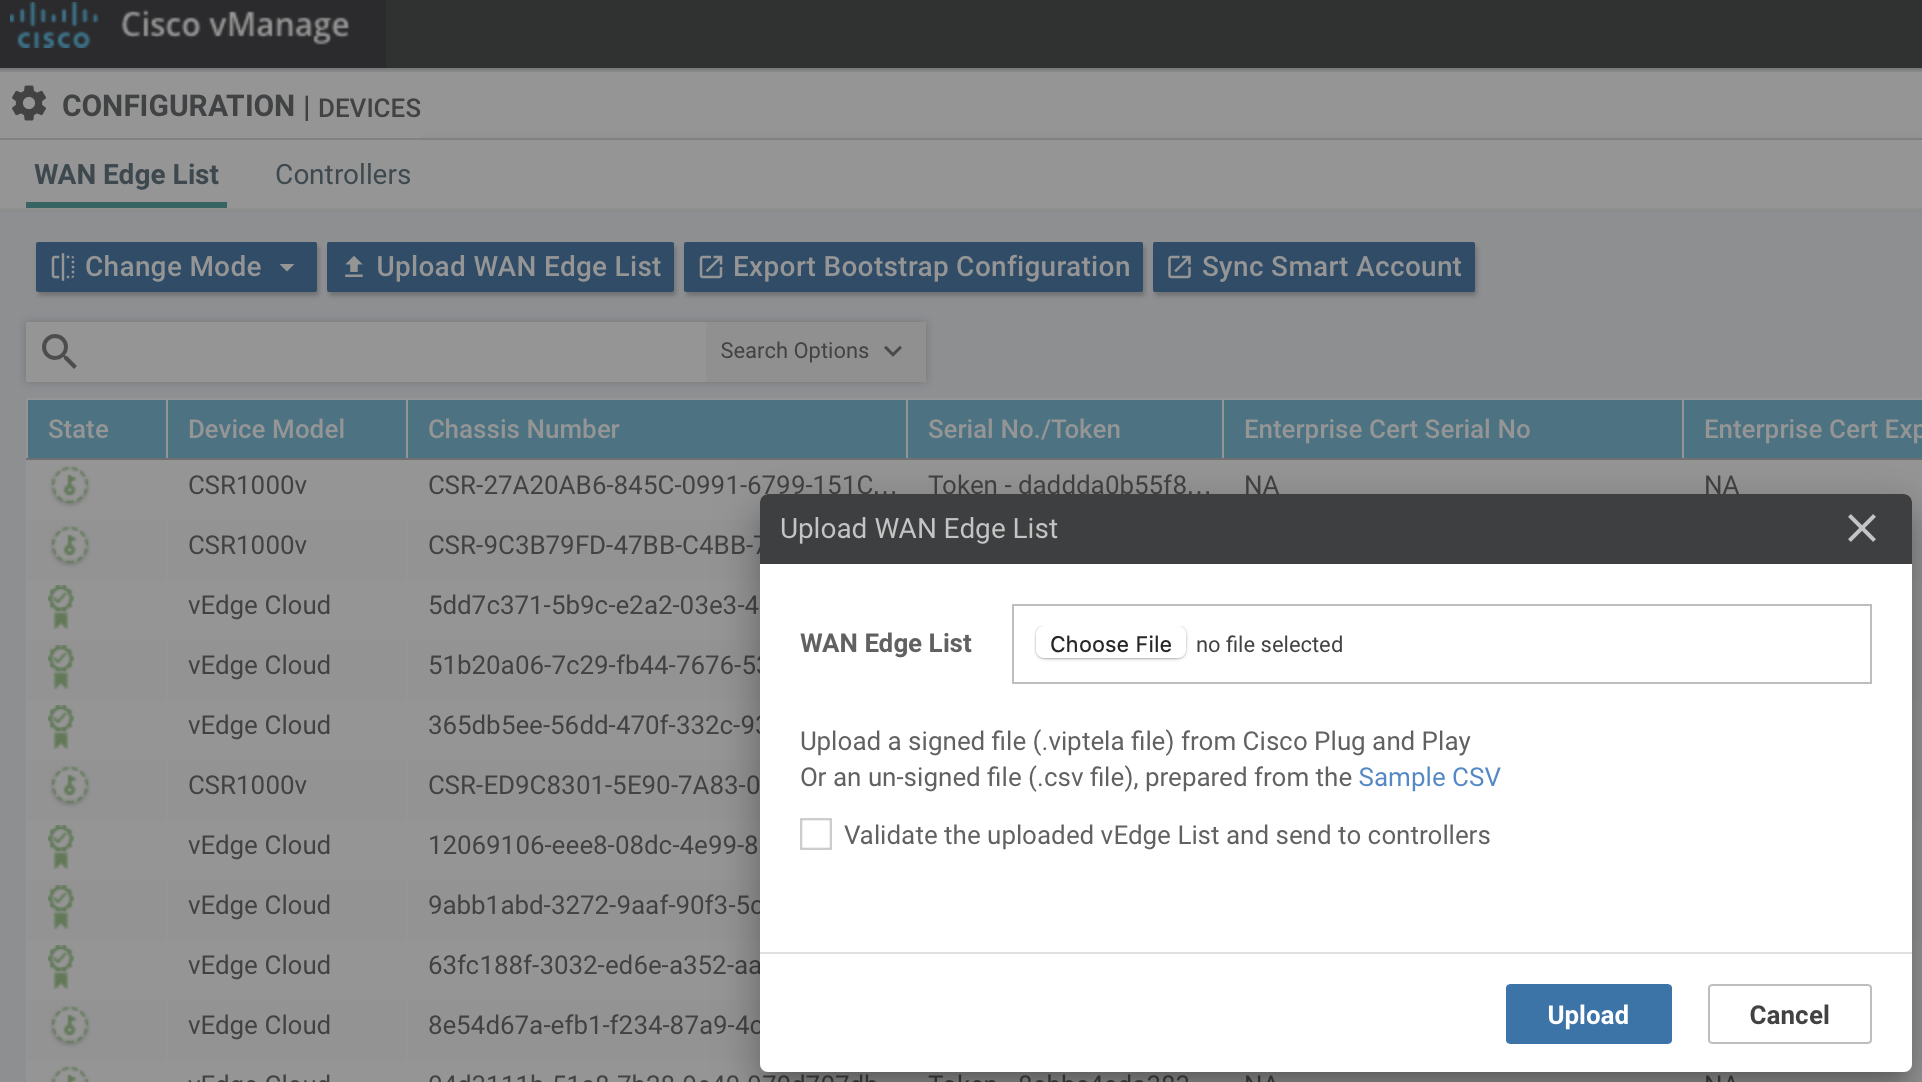 CISCO Cisco vManage
CONFIGURATION | DEVICES
WAN Edge List Controllers
Change Mode Upload WAN Edge List Export Bootstrap Configuration Sync Smart Account
Search Options
State Device Model Chassis Number Serial No./Token Enterprise Cert Serial No Enterprise Cert Exp
CSR1000v CSR-27A20AB6-845C-0991-6799-151C... Token - daddda0b55f8... NA NA
CSR1000v CSR-9C3B79FD-47BB-C4BB-7
vEdge Cloud 5dd7c371-5b9c-e2a2-03e3-4
vEdge Cloud 51b20a06-7c29-fb44-7676-53
vEdge Cloud 365db5ee-56dd-470f-332c-93
CSR1000v CSR-ED9C8301-5E90-7A83-0
vEdge Cloud 12069106-eee8-08dc-4e99-8
vEdge Cloud 9abb1abd-3272-9aaf-90f3-5c
vEdge Cloud 63fc188f-3032-ed6e-a352-aa
vEdge Cloud 8e54d67a-efb1-f234-87a9-4c
vEdge Cloud
Upload WAN Edge List
WAN Edge List Choose File no file selected
Upload a signed file (.viptela file) from Cisco Plug and Play
Or an un-signed file (.csv file), prepared from the Sample CSV
Validate the uploaded vEdge List and send to controllers
Upload Cancel